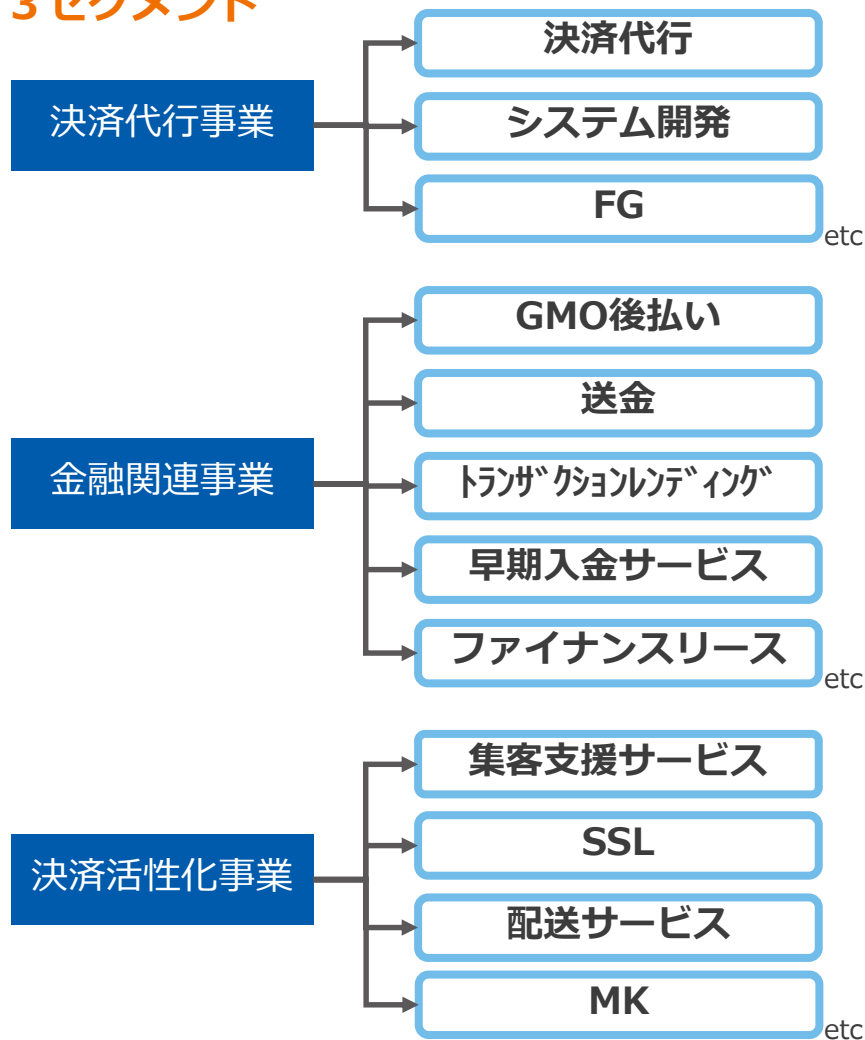 3セグメント
決済代行事業
決済代行
システム開発
FG
etc
金融関連事業
GMO後払い
送金
ﾄﾗﾝｻﾞｸｼｮﾝﾚﾝﾃﾞｨﾝｸﾞ
早期入金サービス
ファイナンスリース
etc
決済活性化事業
集客支援サービス
SSL
配送サービス
MK
etc